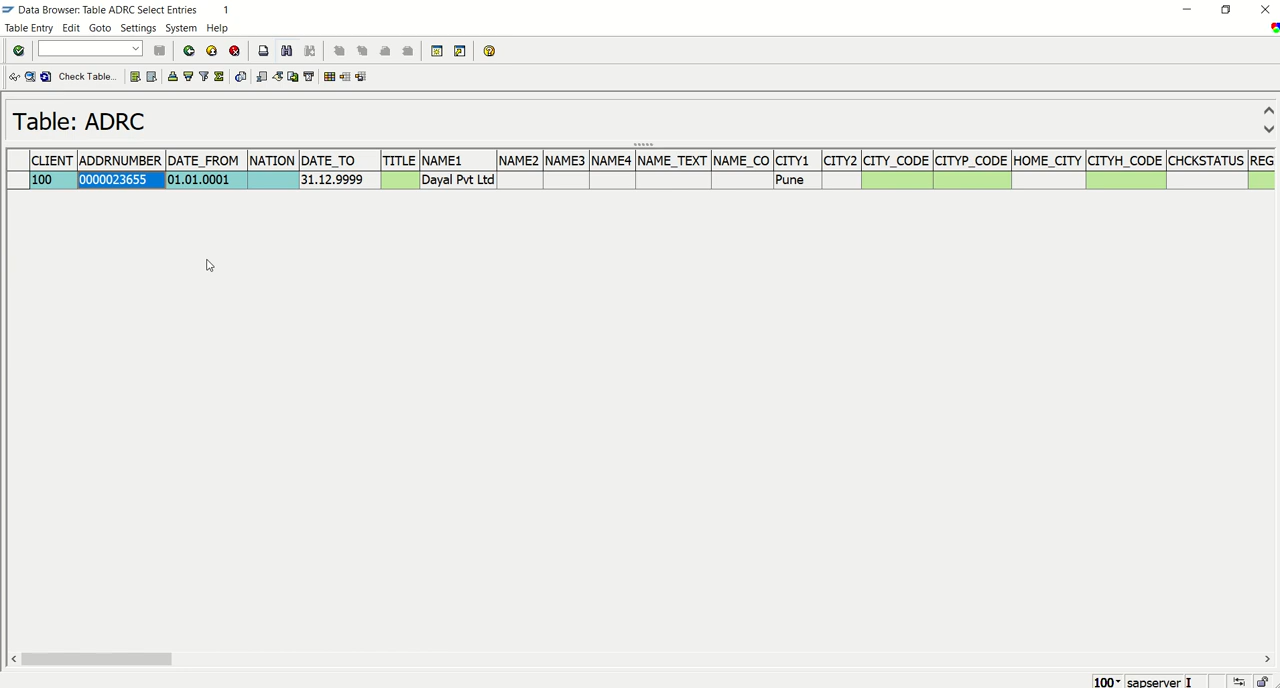 Data Browser: Table ADRC Select Entries 1
Table Entry Edit Goto Settings System Help
Check Table...
Table: ADRC
CLIENT ADDRNUMBER DATE_FROM NATION DATE_TO TITLE NAME1 NAME2 NAME3 NAME4 NAME_TEXT NAME_CO CITY1 CITY2 CITY_CODE CITYP_CODE HOME_CITY CITYH_CODE CHCKSTATUS REG
100 0000023655 01.01.0001 31.12.9999 Dayal Pvt Ltd Pune
100 sapserver